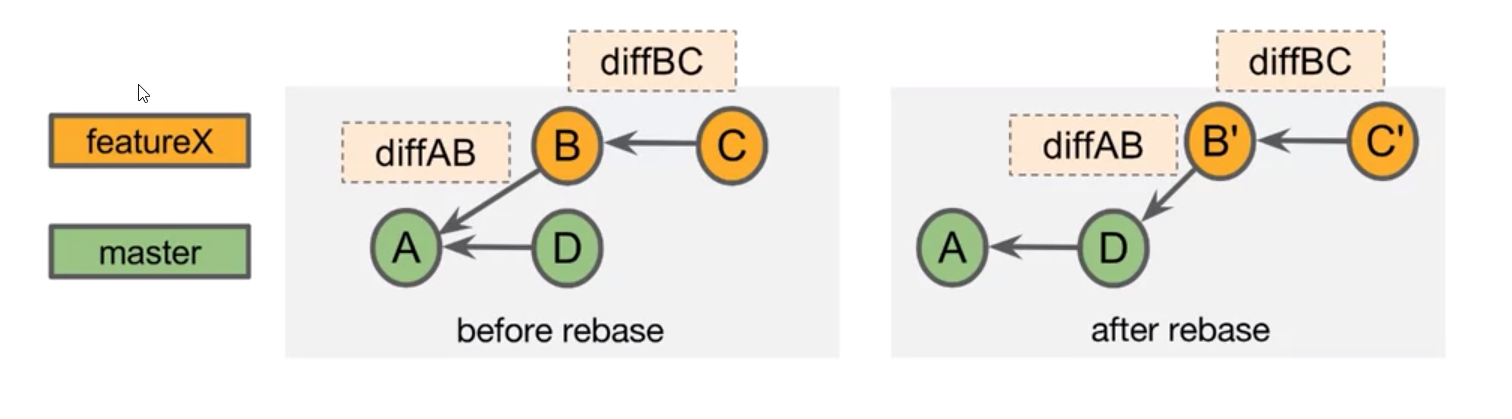 featureX
master
diffBC
diffAB
B
C
A
D
before rebase
diffBC
diffAB
B'
C'
A
D
after rebase